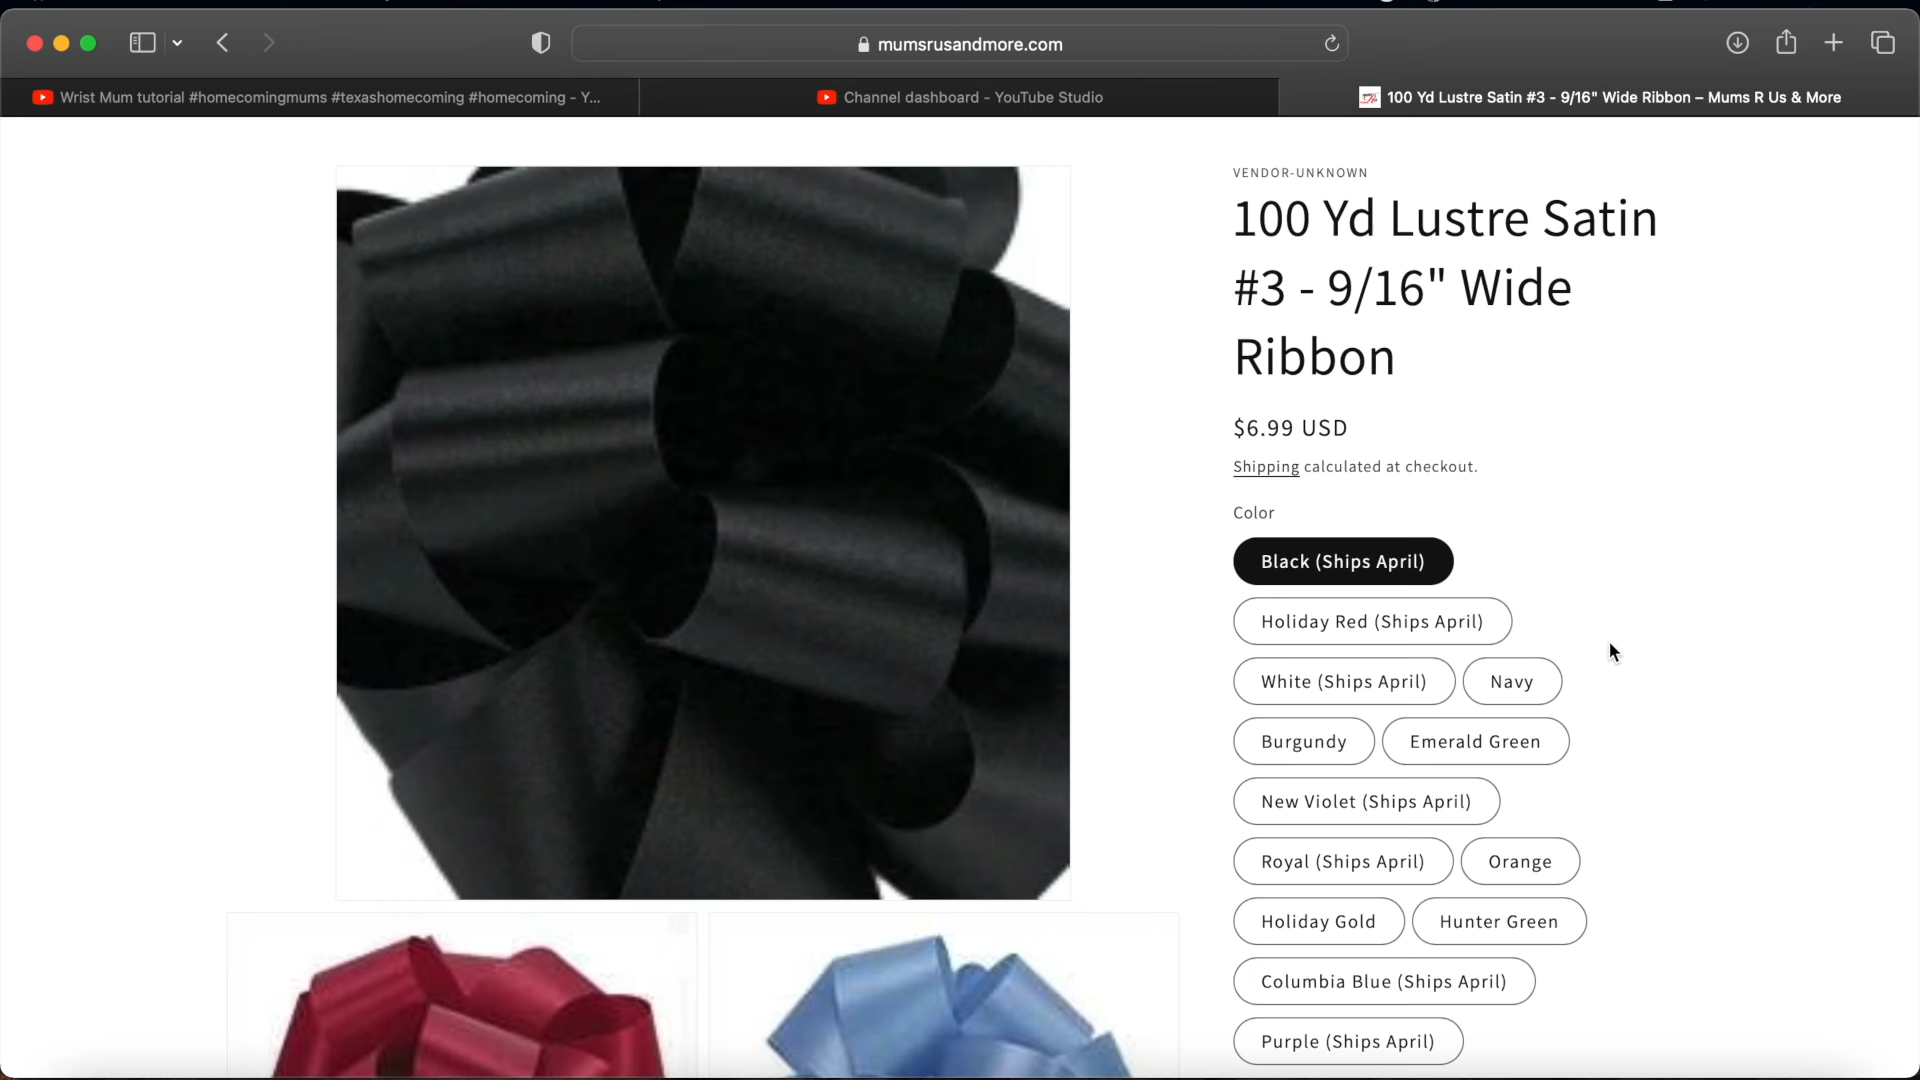 mumsrusandmore.com
Wrist Mum tutorial #homecomingmums #texashomecoming #homecoming - Y...
Channel dashboard - YouTube Studio
100 Yd Lustre Satin #3 - 9/16" Wide Ribbon – Mums R Us & More
VENDOR-UNKNOWN
100 Yd Lustre Satin
#3 - 9/16" Wide
Ribbon
$6.99 USD
Shipping calculated at checkout.
Color
Black (Ships April)
Holiday Red (Ships April)
White (Ships April) Navy
Burgundy Emerald Green
New Violet (Ships April)
Royal (Ships April) Orange
Holiday Gold Hunter Green
Columbia Blue (Ships April)
Purple (Ships April)